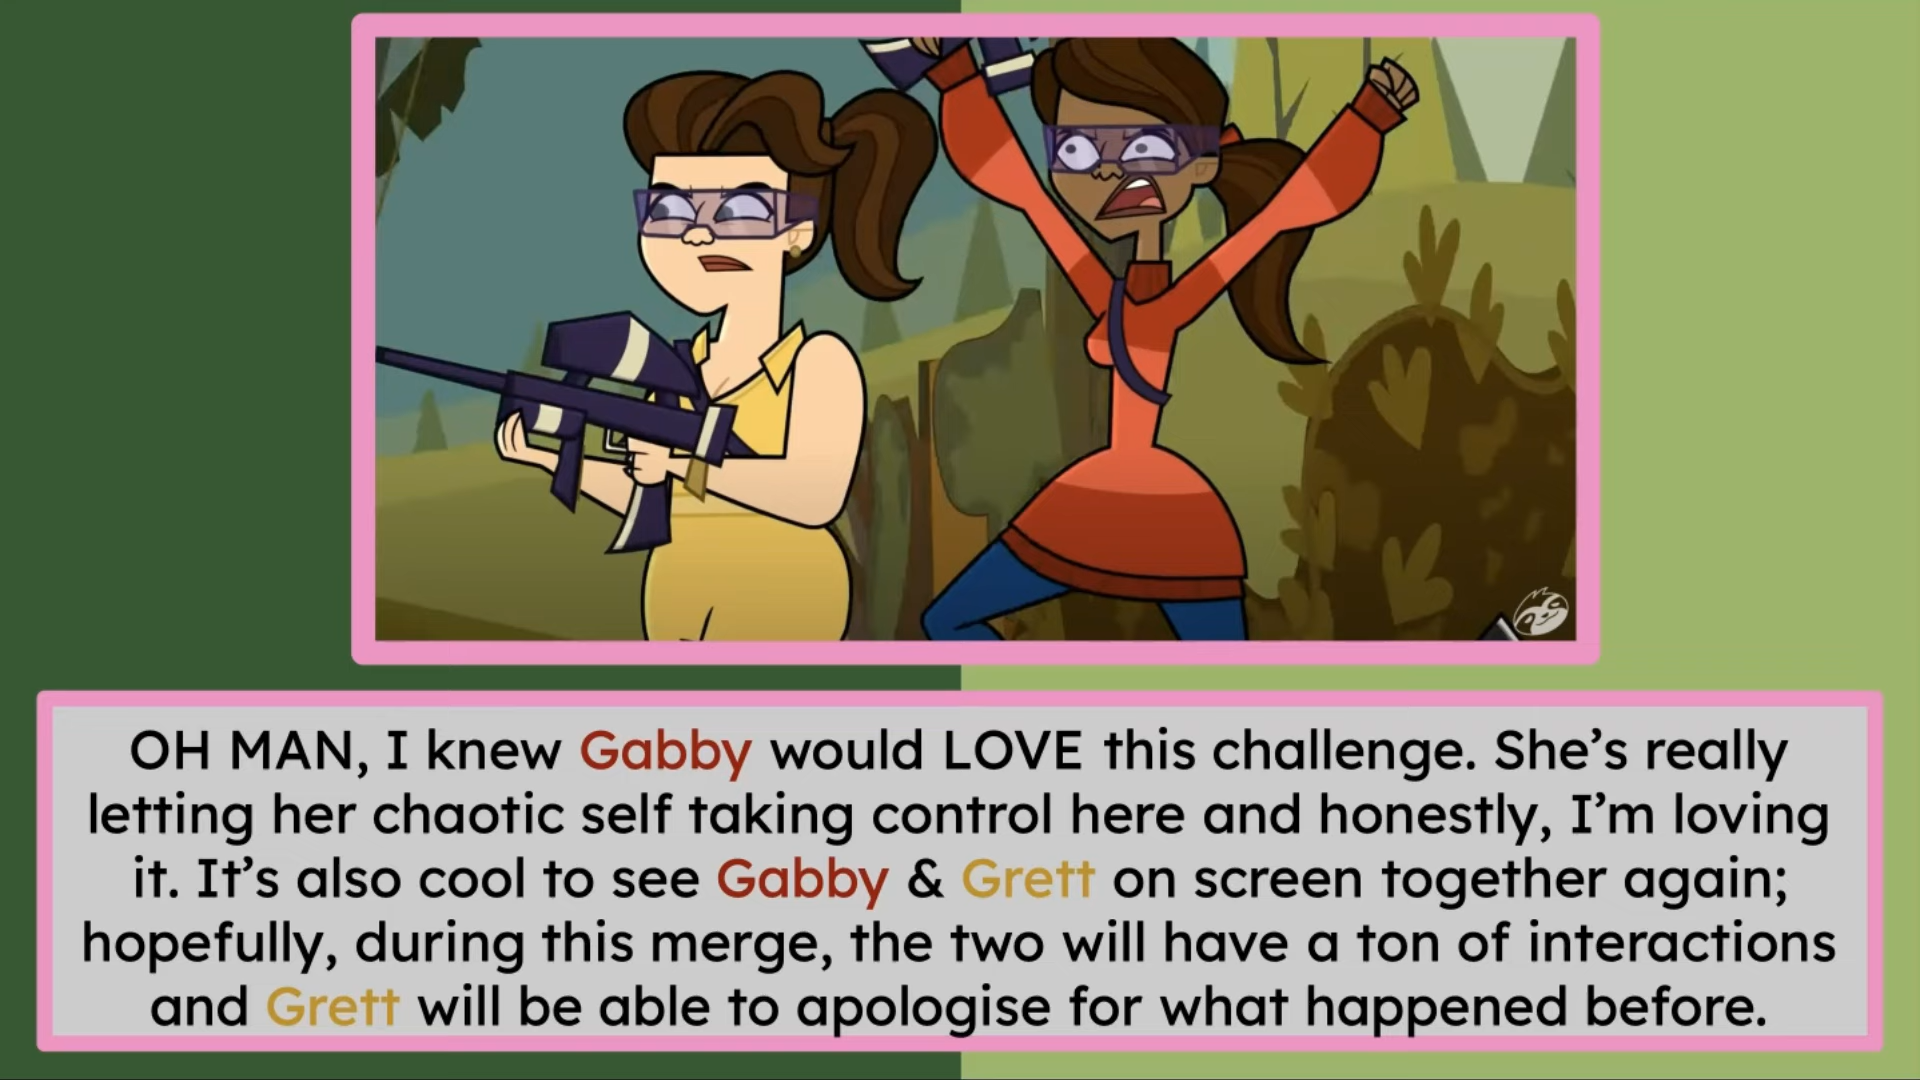 OH MAN, I knew Gabby would LOVE this challenge. She's really
letting her chaotic self taking control here and honestly, I'm loving
it. It's also cool to see Gabby & Grett on screen together again;
hopefully, during this merge, the two will have a ton of interactions
and Grett will be able to apologise for what happened before.